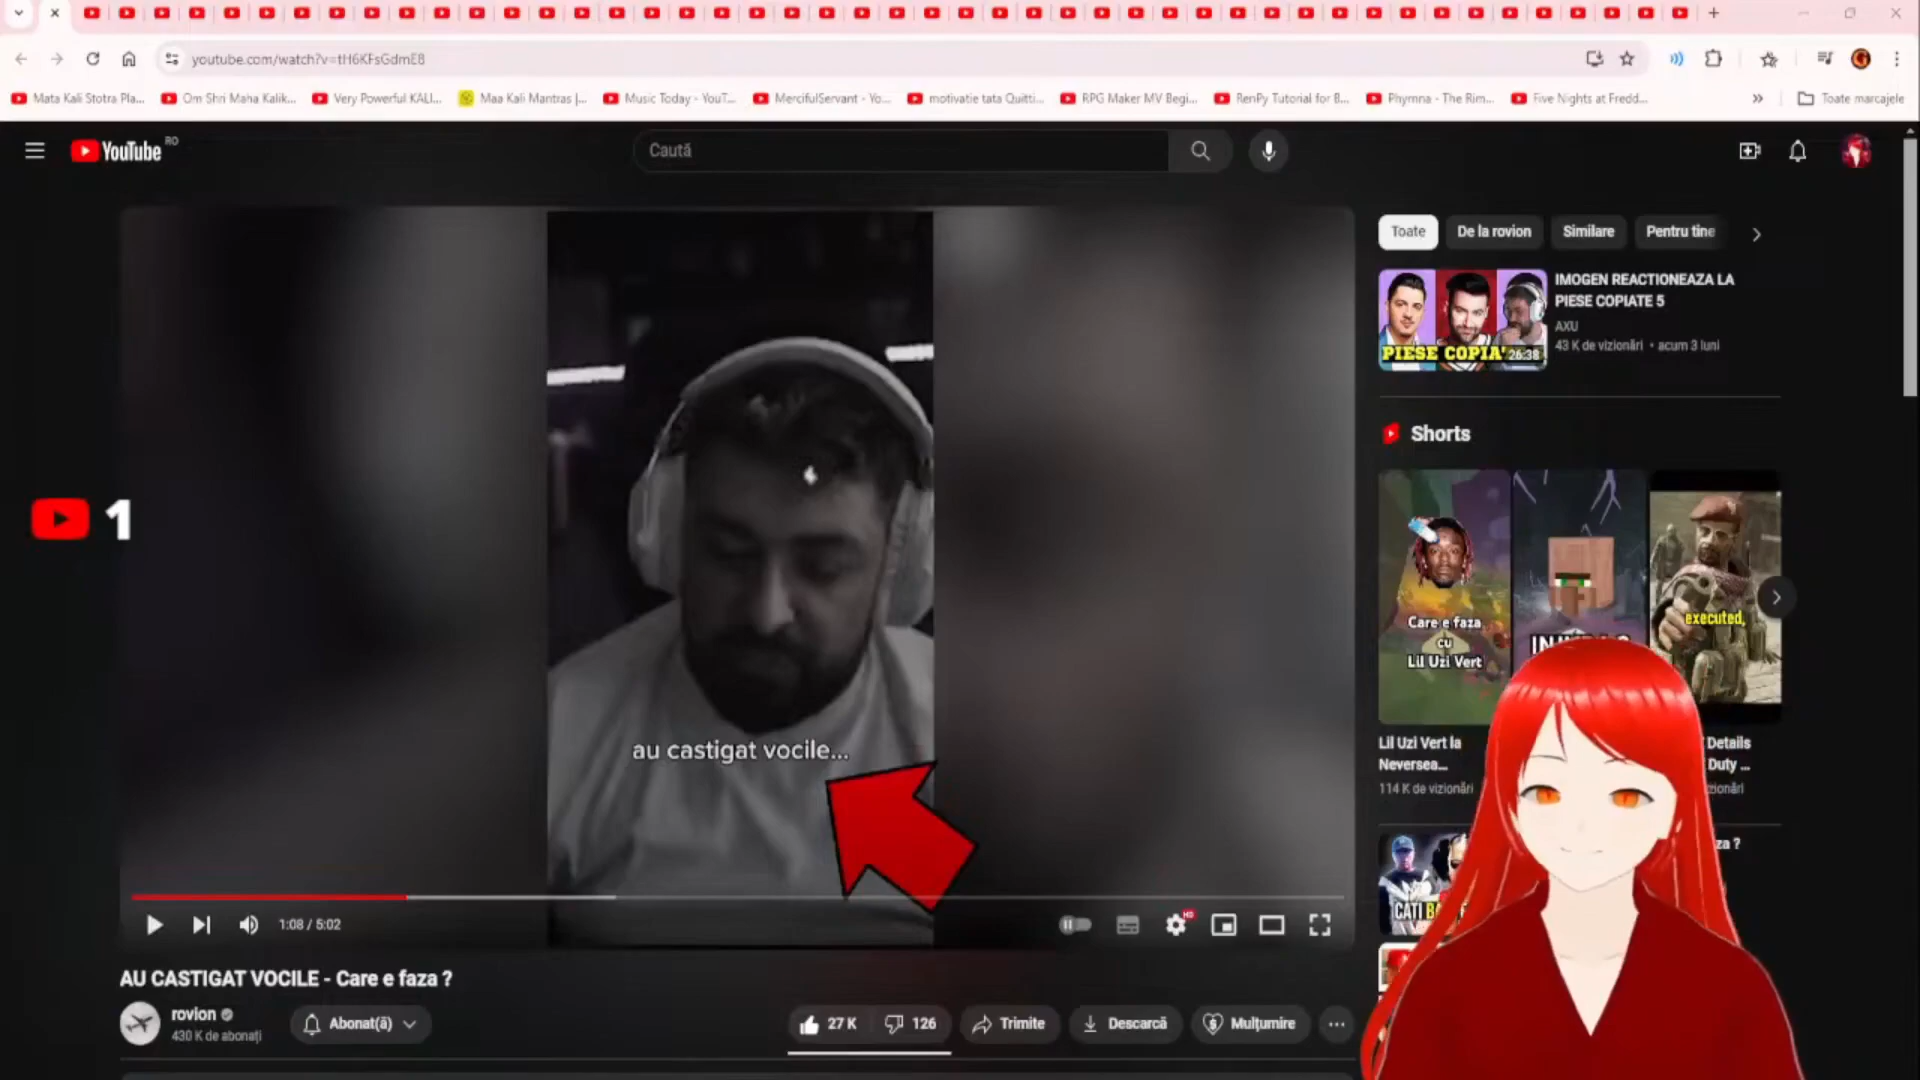 youtube.com/watch?v=tH6KFsGdmE8
Mata Kali Stotra Pla...
Om Shri Maha Kalik...
Very Powerful KALI...
Maa Kali Mantras |...
Music Today - YouT...
MercifulServant - Yo...
motivatie tata Quitti...
RPG Maker MV Begi...
RenPy Tutorial for B...
Phymna - The Rim...
Five Nights at Fredd...
Toate marcajele
YouTube RO
Caută
Toate
De la rovion
Similare
Pentru tine
PIESE COPIA
26:38
IMOGEN REACTIONEAZA LA
PIESE COPIATE 5
AXU
43 K de vizionări • acum 3 luni
Shorts
1
Care e faza
cu
Lil Uzi Vert
executed,
Lil Uzi Vert la
Neversea...
114 K de vizionări
Details
Duty ...
au castigat vocile...
za ?
CATI B
1:08 / 5:02
HD
AU CASTIGAT VOCILE - Care e faza ?
rovion
430 K de abonați
Abonat(ă)
27 K
126
Trimite
Descarcă
Mulțumire